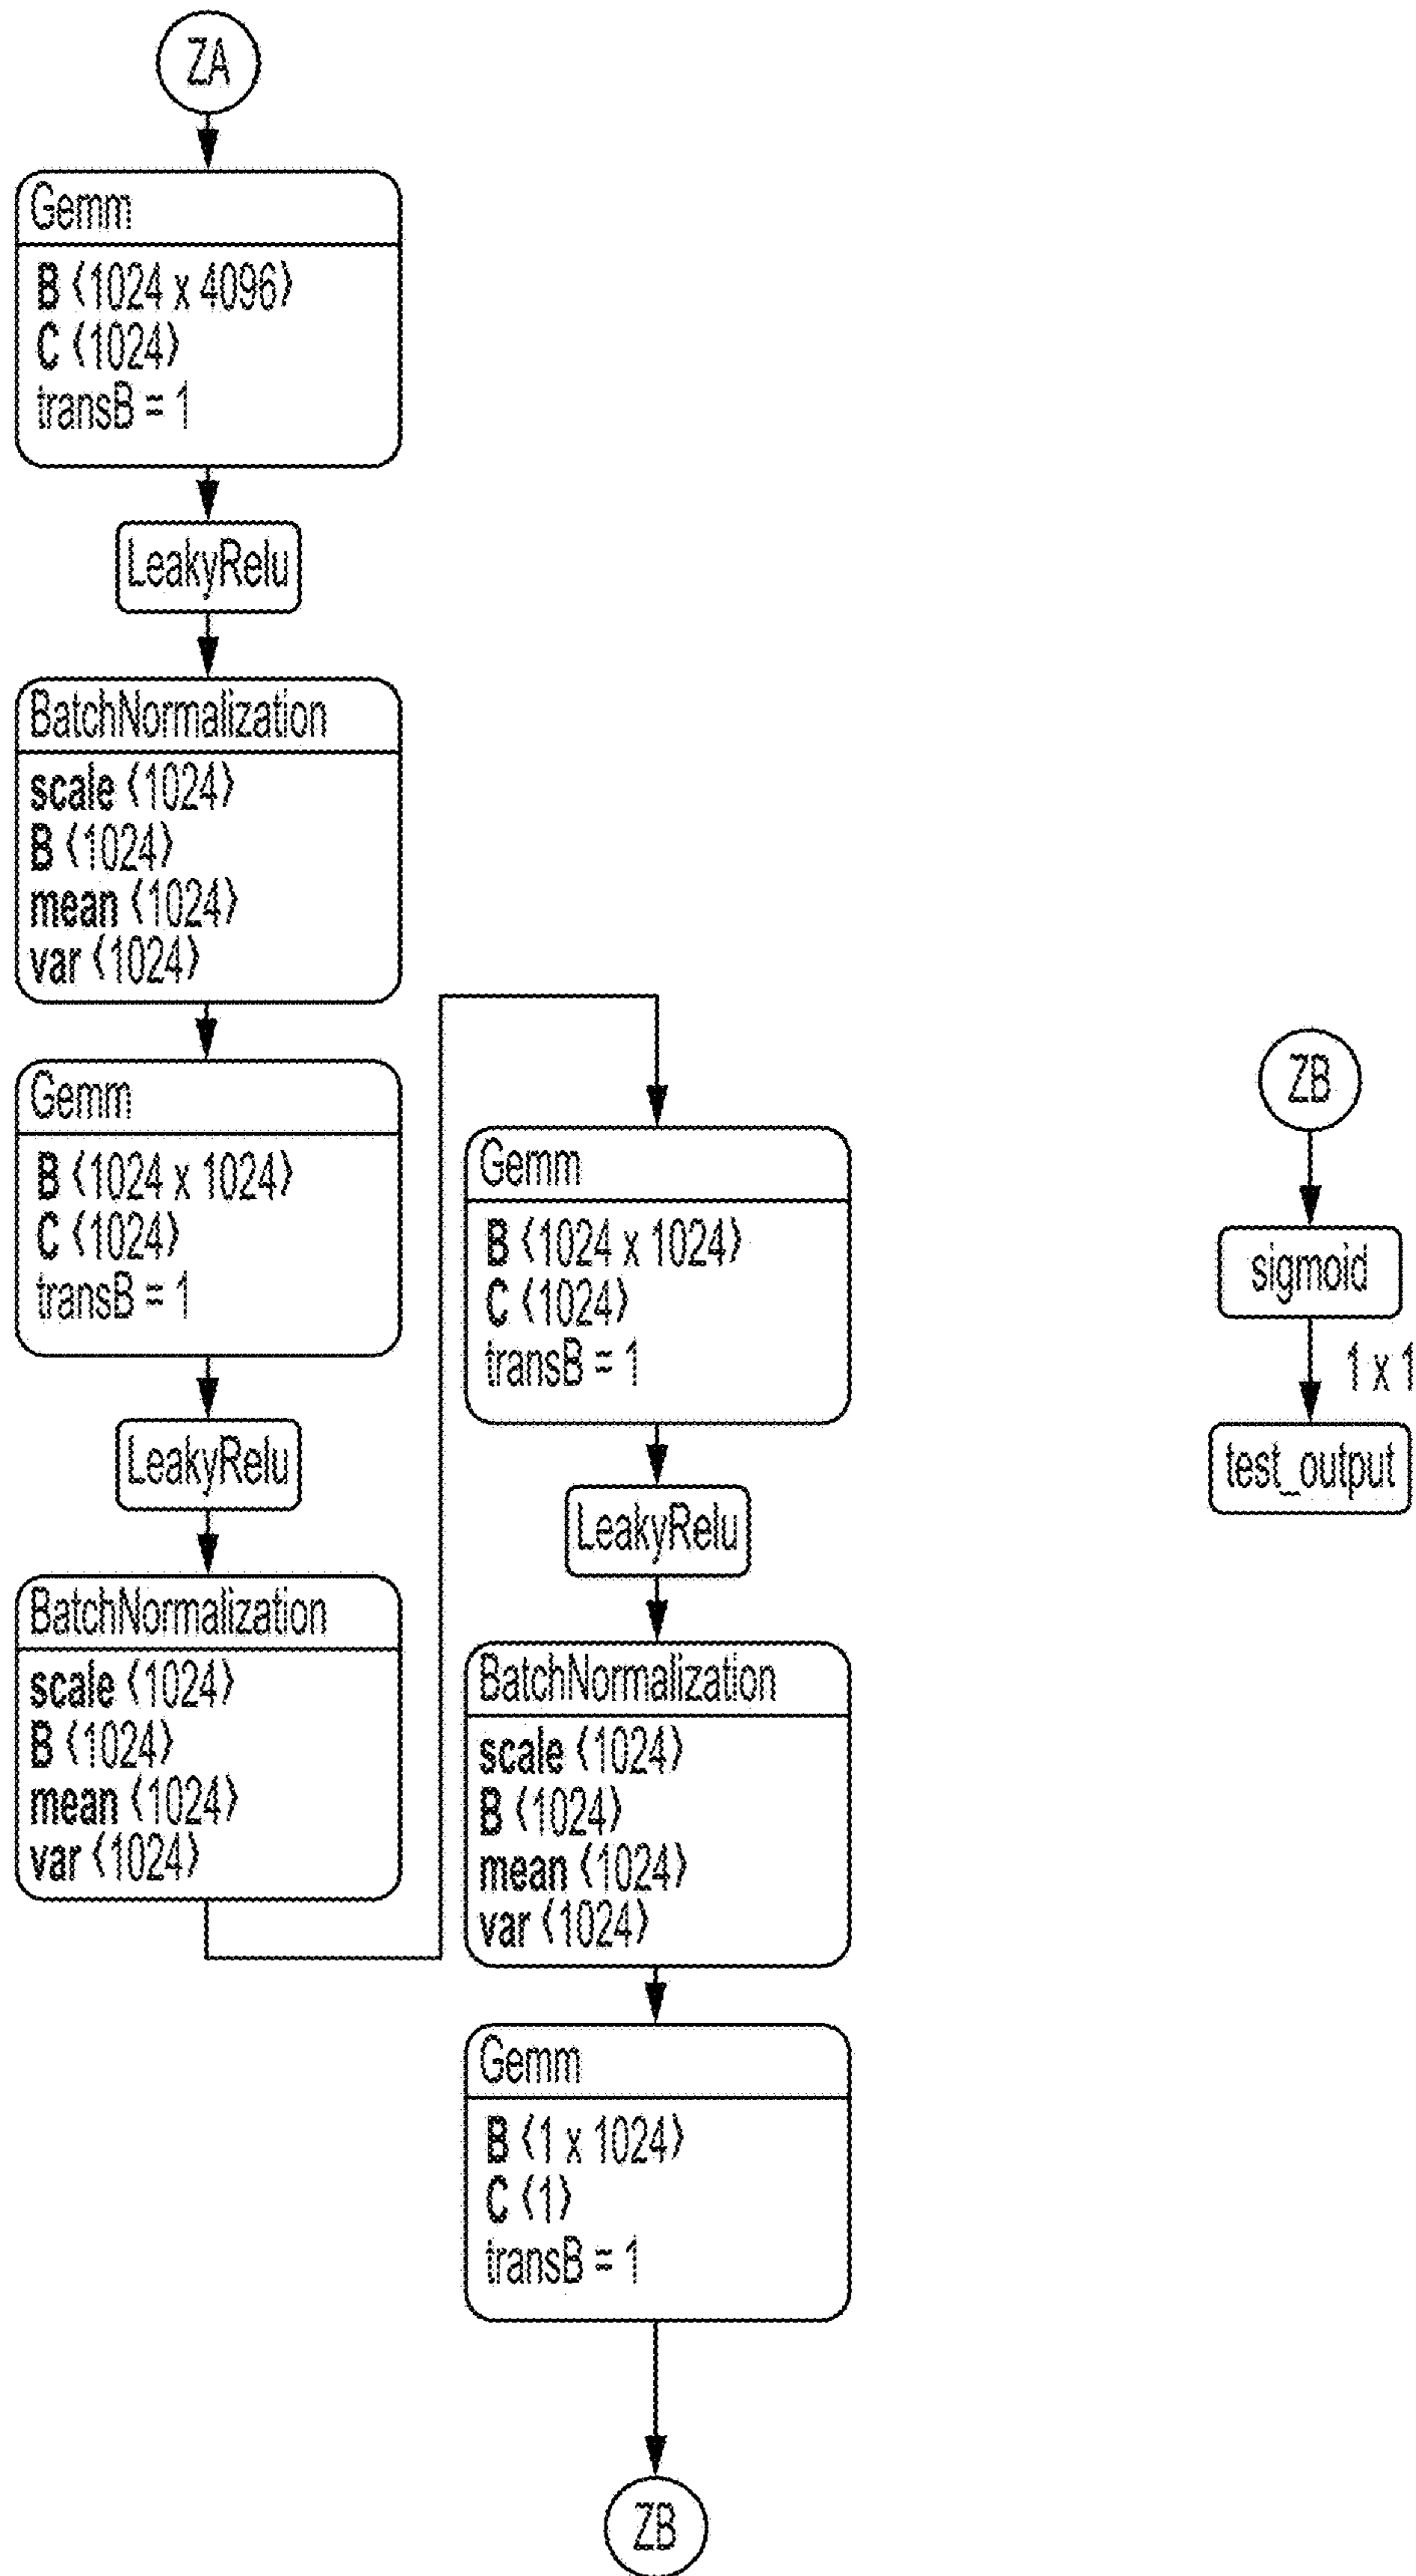 ZA
Gemm
B ⟨1024 x 4096⟩
C ⟨1024⟩
transB = 1
LeakyRelu
BatchNormalization
scale ⟨1024⟩
B ⟨1024⟩
mean ⟨1024⟩
var ⟨1024⟩
Gemm
B ⟨1024 x 1024⟩
C ⟨1024⟩
transB = 1
LeakyRelu
BatchNormalization
scale ⟨1024⟩
B ⟨1024⟩
mean ⟨1024⟩
var ⟨1024⟩
Gemm
B ⟨1024 x 1024⟩
C ⟨1024⟩
transB = 1
LeakyRelu
BatchNormalization
scale ⟨1024⟩
B ⟨1024⟩
mean ⟨1024⟩
var ⟨1024⟩
Gemm
B ⟨1 x 1024⟩
C ⟨1⟩
transB = 1
ZB
ZB
sigmoid
1 x 1
test_output